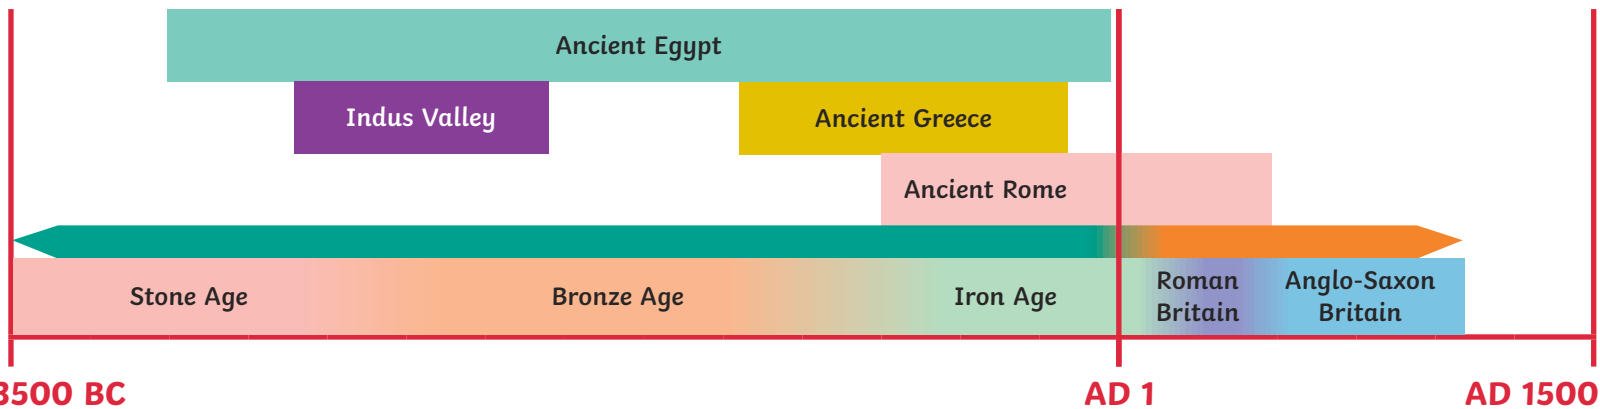 Ancient Egypt
Indus Valley
Ancient Greece
Ancient Rome
Stone Age
Bronze Age
Iron Age
Roman
Britain
Anglo-Saxon
Britain
3500 BC
AD 1
AD 1500